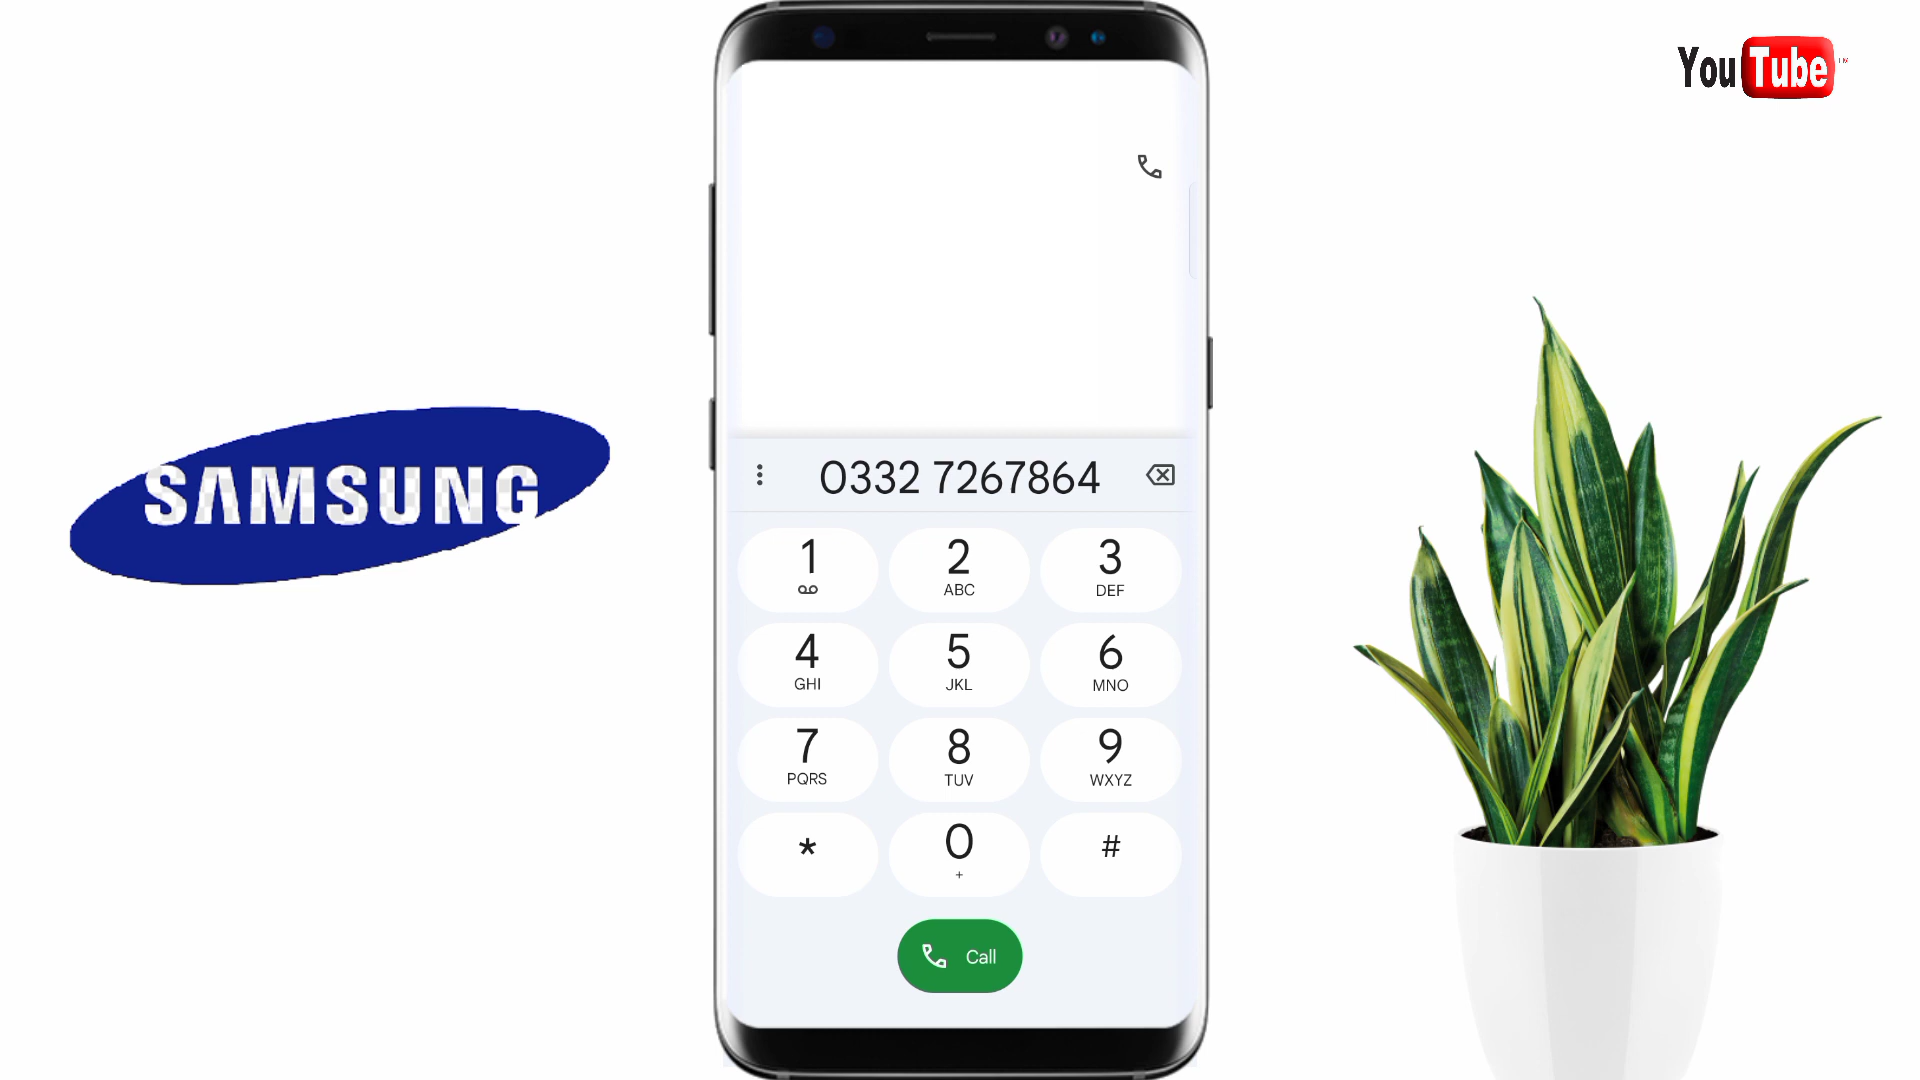 YouTube™
SAMSUNG
0332 7267864
1
2 ABC
3 DEF
4 GHI
5 JKL
6 MNO
7 PQRS
8 TUV
9 WXYZ
*
0 +
#
Call